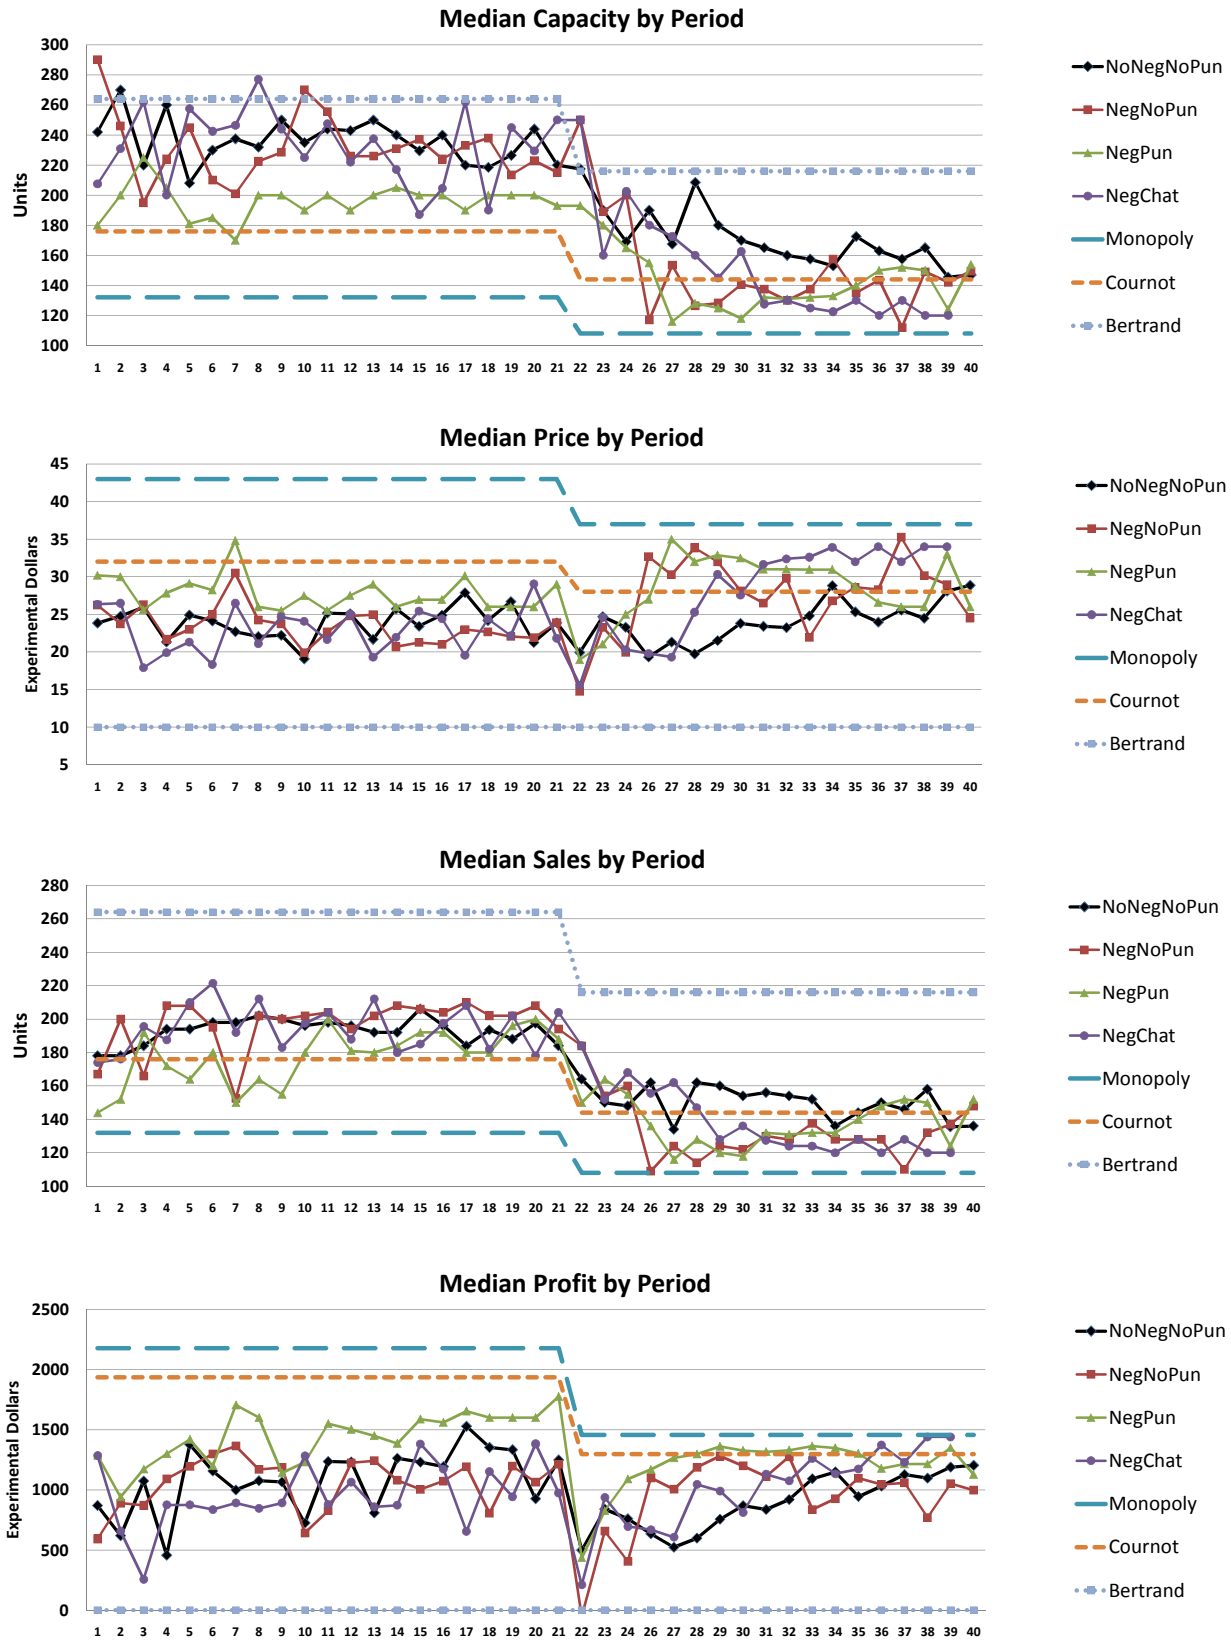 Median Capacity by Period
300
280
260
240
220
200
180
160
140
120
100
Units
1 2 3 4 5 6 7 8 9 10 11 12 13 14 15 16 17 18 19 20 21 22 23 24 26 27 28 29 30 31 32 33 34 35 36 37 38 39 40
NoNegNoPun
NegNoPun
NegPun
NegChat
Monopoly
Cournot
Bertrand
Median Price by Period
45
40
35
30
25
20
15
10
5
Experimental Dollars
1 2 3 4 5 6 7 8 9 10 11 12 13 14 15 16 17 18 19 20 21 22 23 24 26 27 28 29 30 31 32 33 34 35 36 37 38 39 40
NoNegNoPun
NegNoPun
NegPun
NegChat
Monopoly
Cournot
Bertrand
Median Sales by Period
280
260
240
220
200
180
160
140
120
100
Units
1 2 3 4 5 6 7 8 9 10 11 12 13 14 15 16 17 18 19 20 21 22 23 24 26 27 28 29 30 31 32 33 34 35 36 37 38 39 40
NoNegNoPun
NegNoPun
NegPun
NegChat
Monopoly
Cournot
Bertrand
Median Profit by Period
2500
2000
1500
1000
500
0
Experimental Dollars
1 2 3 4 5 6 7 8 9 10 11 12 13 14 15 16 17 18 19 20 21 22 23 24 26 27 28 29 30 31 32 33 34 35 36 37 38 39 40
NoNegNoPun
NegNoPun
NegPun
NegChat
Monopoly
Cournot
Bertrand